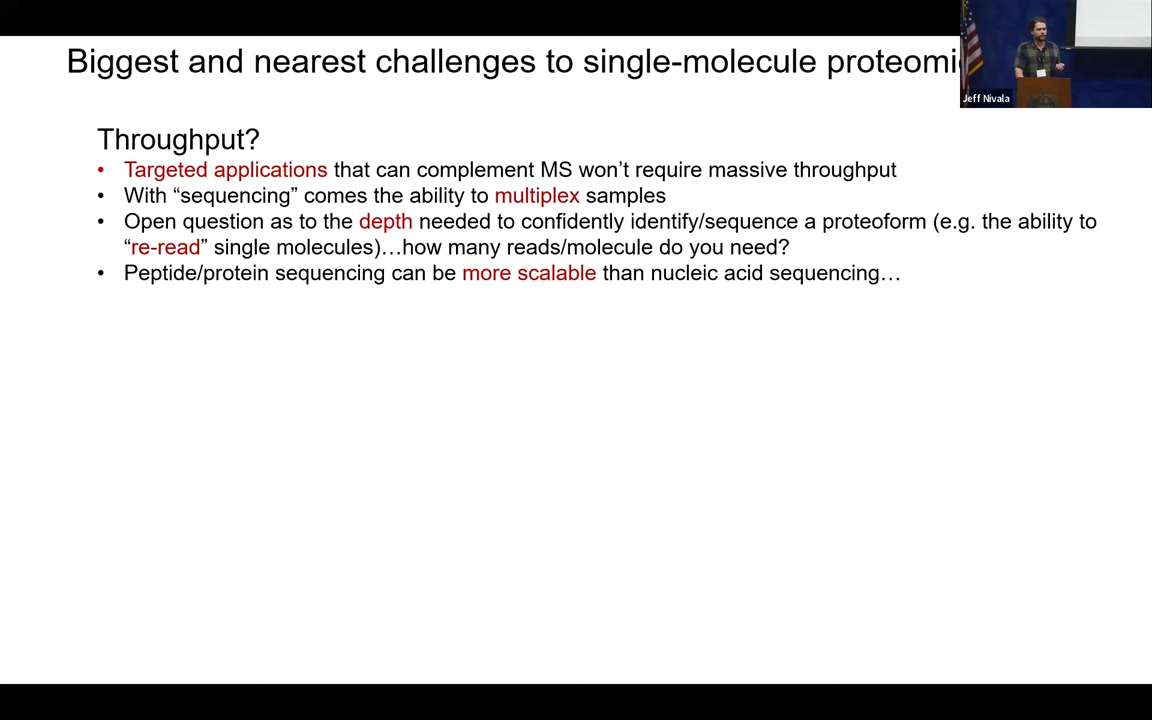 Biggest and nearest challenges to single-molecule
Jeff Nivala
Throughput?
• Targeted applications that can complement MS won’t require massive throughput
• With “sequencing” comes the ability to multiplex samples
• Open question as to the depth needed to confidently identify/sequence a proteoform (e.g. the ability to
“re-read” single molecules)…how many reads/molecule do you need?
• Peptide/protein sequencing can be more scalable than nucleic acid sequencing…